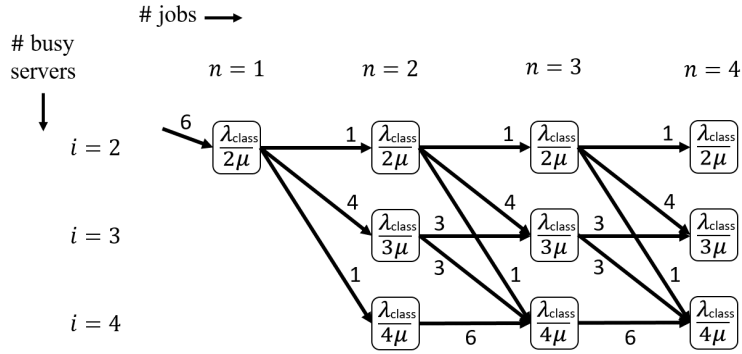 # jobs
# busy
servers
n = 1 n = 2 n = 3 n = 4
6 1 1 1
i = 2 λclass/2μ λclass/2μ λclass/2μ λclass/2μ
4 4 4
i = 3 3 λclass/3μ 3 λclass/3μ 3 λclass/3μ
1 3 1 3 1
i = 4 λclass/4μ 6 λclass/4μ 6 λclass/4μ